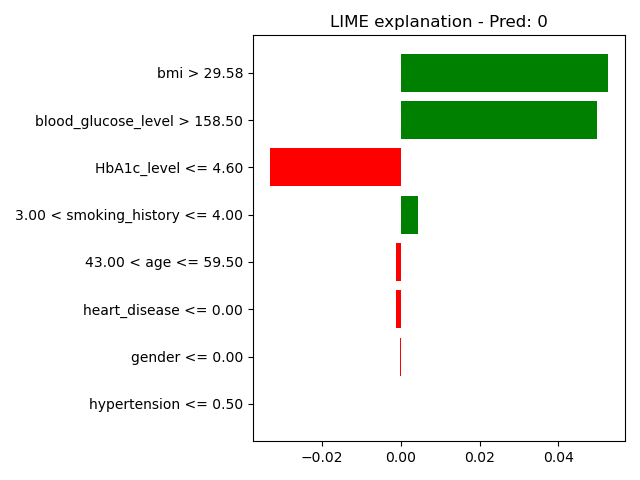 LIME explanation - Pred: 0
bmi > 29.58
blood_glucose_level > 158.50
HbA1c_level <= 4.60
3.00 < smoking_history <= 4.00
43.00 < age <= 59.50
heart_disease <= 0.00
gender <= 0.00
hypertension <= 0.50
−0.02 0.00 0.02 0.04